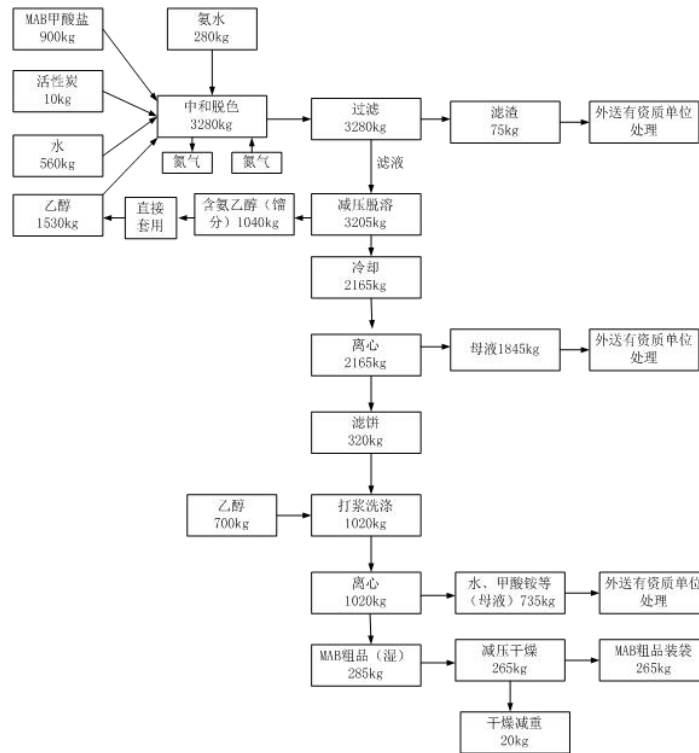 MAB甲酸盐
900kg
氨水
280kg
活性炭
10kg
中和脱色
3280kg
过滤
3280kg
滤渣
75kg
外送有资质单位
处理
水
560kg
氮气
氮气
滤液
乙醇
1530kg
直接
套用
含氨乙醇（馏
分）1040kg
减压脱溶
3205kg
冷却
2165kg
离心
2165kg
母液1845kg
外送有资质单位
处理
滤饼
320kg
乙醇
700kg
打浆洗涤
1020kg
离心
1020kg
水、甲酸铵等
（母液）735kg
外送有资质单位
处理
MAB粗品（湿）
285kg
减压干燥
265kg
MAB粗品装袋
265kg
干燥减重
20kg